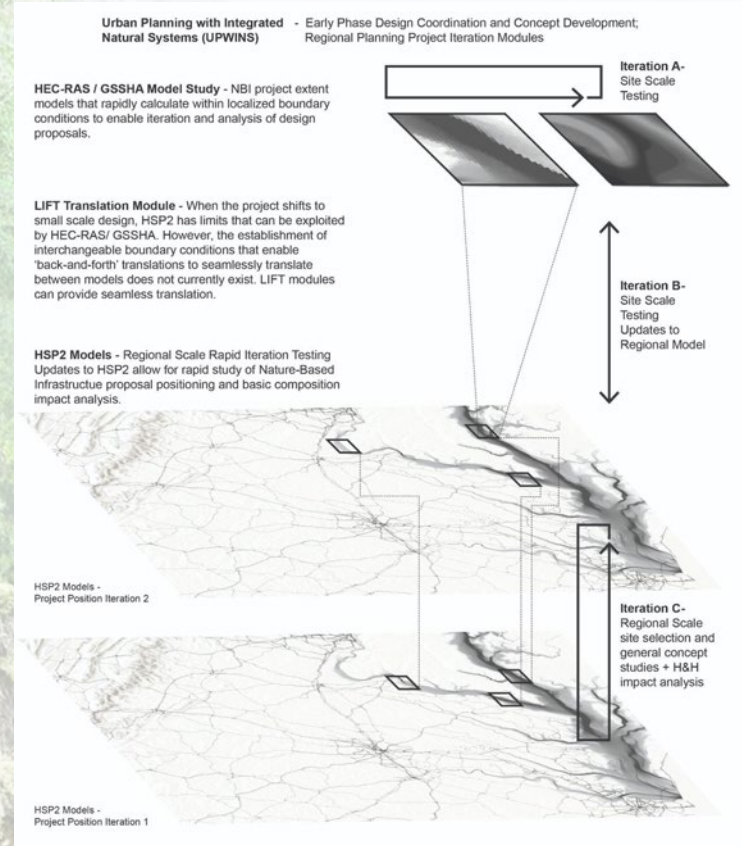 Urban Planning with Integrated - Early Phase Design Coordination and Concept Development;
Natural Systems (UPWINS) Regional Planning Project Iteration Modules
HEC-RAS / GSSHA Model Study - NBI project extent
models that rapidly calculate within localized boundary
conditions to enable iteration and analysis of design
proposals.
Iteration A-
Site Scale
Testing
LIFT Translation Module - When the project shifts to
small scale design, HSP2 has limits that can be exploited
by HEC-RAS/ GSSHA. However, the establishment of
interchangeable boundary conditions that enable
'back-and-forth' translations to seamlessly translate
between models does not currently exist. LIFT modules
can provide seamless translation.
Iteration B-
Site Scale
Testing
Updates to
Regional Model
HSP2 Models - Regional Scale Rapid Iteration Testing
Updates to HSP2 allow for rapid study of Nature-Based
Infrastructue proposal positioning and basic composition
impact analysis.
HSP2 Models -
Project Position Iteration 2
Iteration C-
Regional Scale
site selection and
general concept
studies + H&H
impact analysis
HSP2 Models -
Project Position Iteration 1